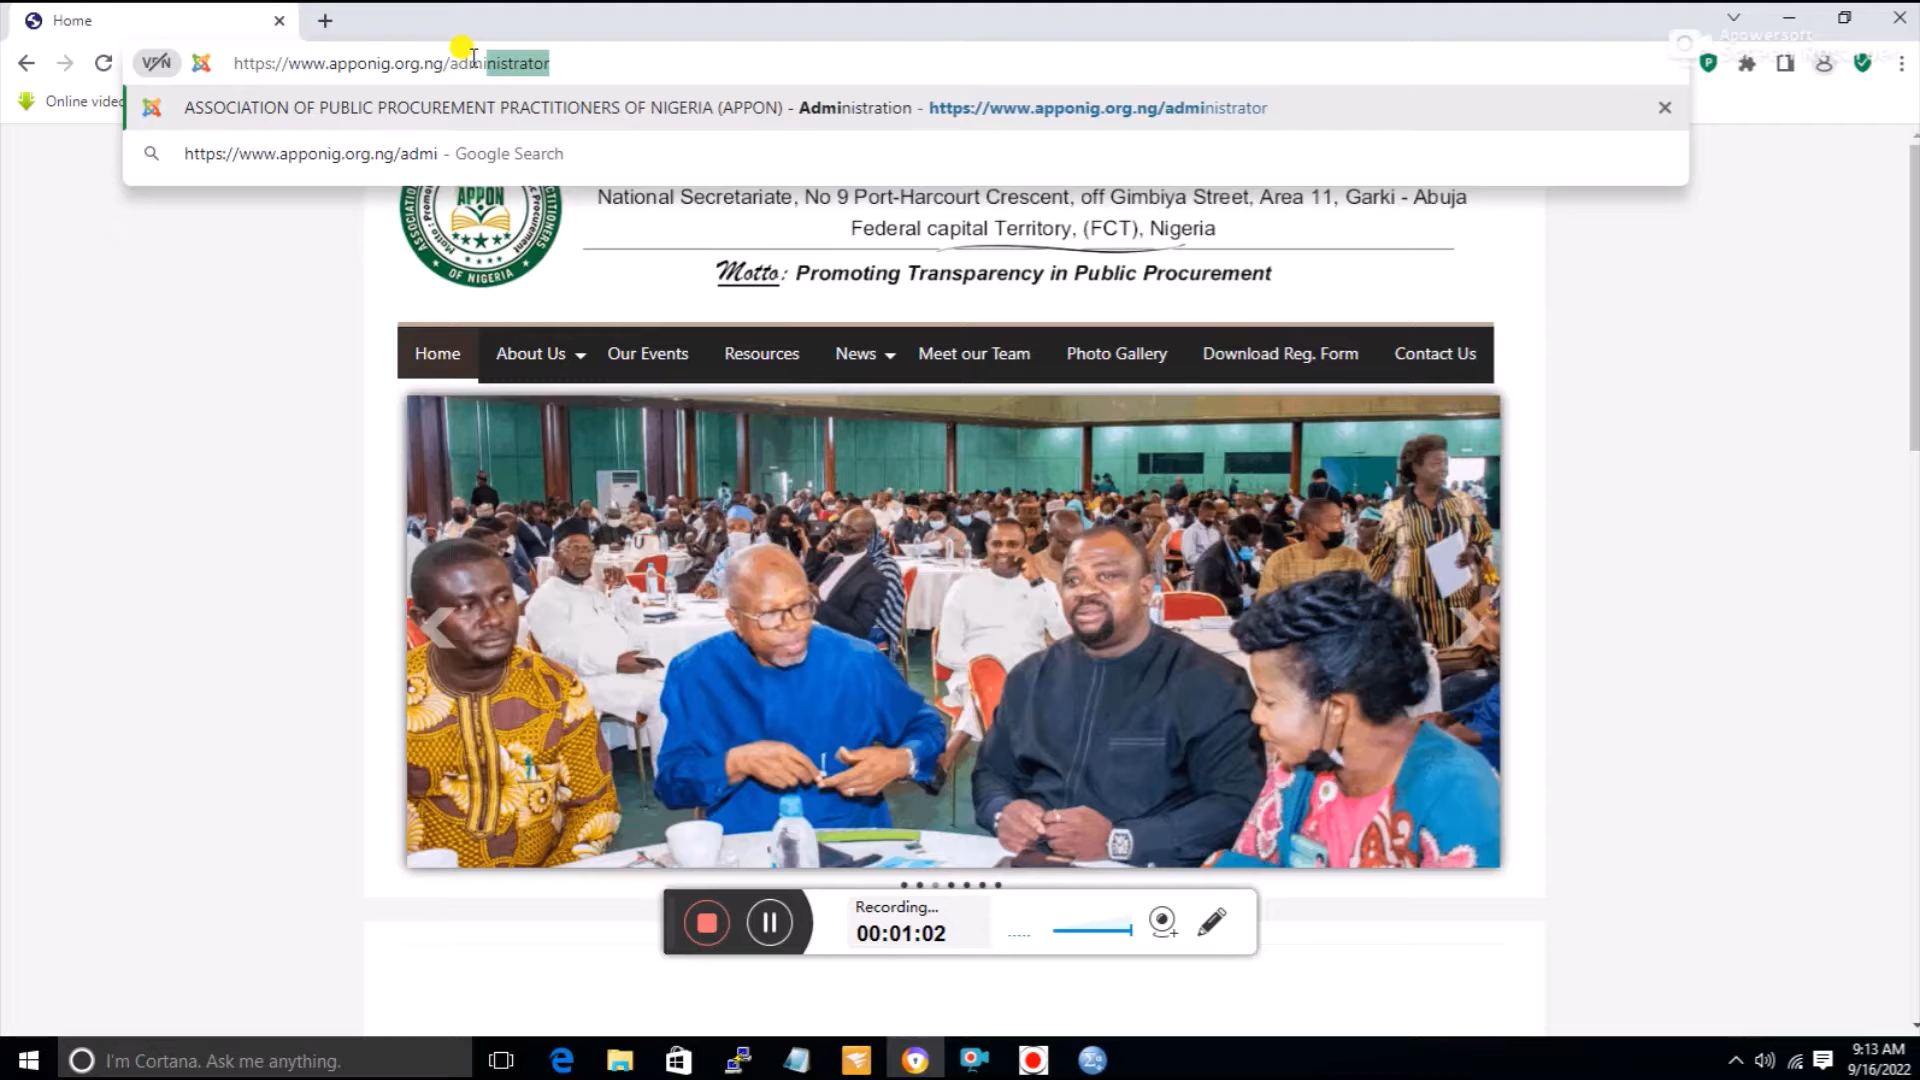 Home
Apowersoft
Screen Recorder
VPN
https://www.apponig.org.ng/administrator
Online video
ASSOCIATION OF PUBLIC PROCUREMENT PRACTITIONERS OF NIGERIA (APPON) - Administration - https://www.apponig.org.ng/administrator
https://www.apponig.org.ng/admi - Google Search
APPON
OF NIGERIA
National Secretariate, No 9 Port-Harcourt Crescent, off Gimbiya Street, Area 11, Garki - Abuja
Federal capital Territory, (FCT), Nigeria
Motto: Promoting Transparency in Public Procurement
Home About Us Our Events Resources News Meet our Team Photo Gallery Download Reg. Form Contact Us
Recording...
00:01:02
I'm Cortana. Ask me anything.
9:13 AM
9/16/2022